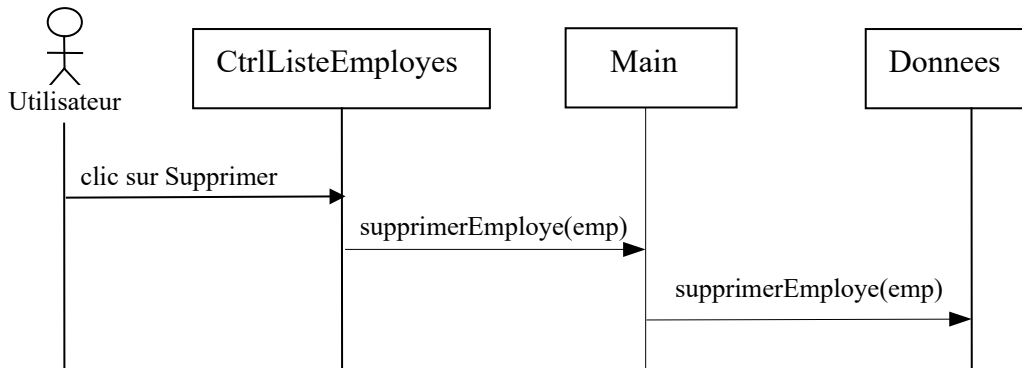 CtrlListeEmployes
Main
Donnees
Utilisateur
clic sur Supprimer
supprimerEmploye(emp)
supprimerEmploye(emp)